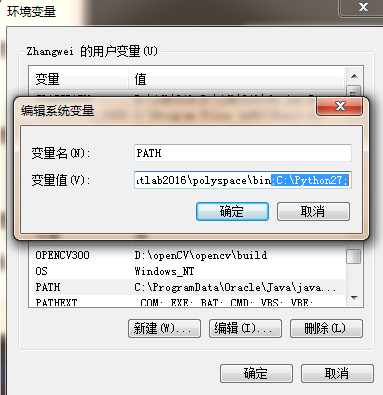 环境变量
Zhangwei 的用户变量(U)
变量 值
编辑系统变量
变量名(N): PATH
变量值(V): tlab2016\polyspace\bin;C:\Python27;
确定 取消
OPENCV300 D:\openCV\opencv\build
OS Windows_NT
PATH C:\ProgramData\Oracle\Java\java...
PATHEXT .COM;.EXE;.BAT;.CMD;.VBS;.VBE;
新建(W)... 编辑(I)... 删除(L)
确定 取消